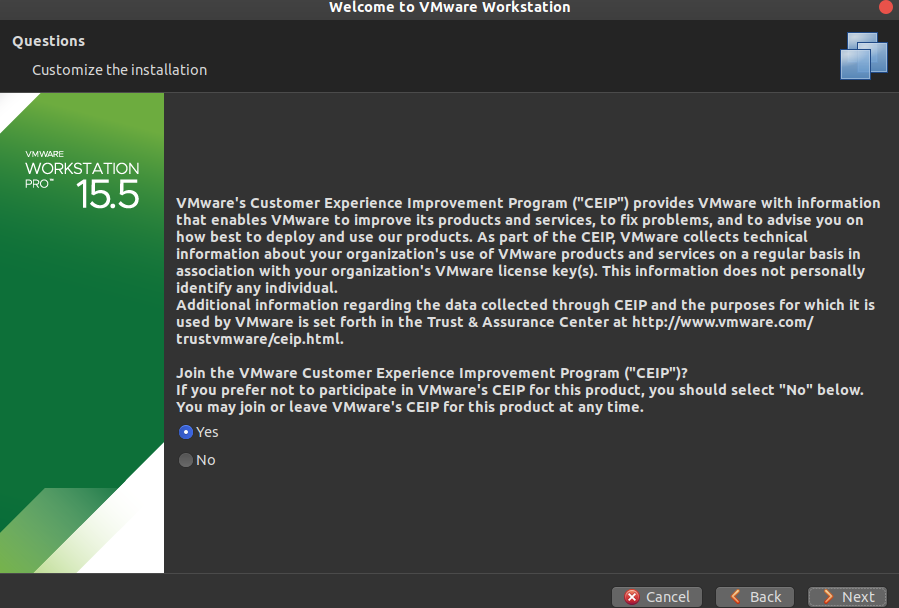 Welcome to VMware Workstation
Questions
Customize the installation
VMWARE
WORKSTATION
PRO™ 15.5
VMware's Customer Experience Improvement Program ("CEIP") provides VMware with information
that enables VMware to improve its products and services, to fix problems, and to advise you on
how best to deploy and use our products. As part of the CEIP, VMware collects technical
information about your organization's use of VMware products and services on a regular basis in
association with your organization's VMware license key(s). This information does not personally
identify any individual.
Additional information regarding the data collected through CEIP and the purposes for which it is
used by VMware is set forth in the Trust & Assurance Center at http://www.vmware.com/
trustvmware/ceip.html.
Join the VMware Customer Experience Improvement Program ("CEIP")?
If you prefer not to participate in VMware's CEIP for this product, you should select "No" below.
You may join or leave VMware's CEIP for this product at any time.
Yes
No
Cancel Back Next